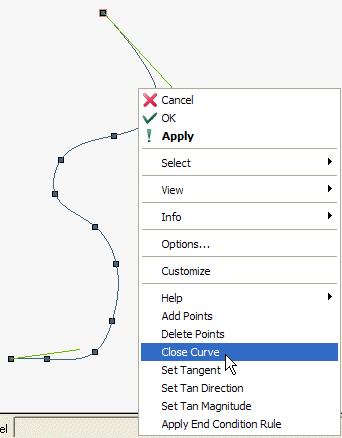 Cancel
OK
Apply
Select
View
Info
Options...
Customize
Help
Add Points
Delete Points
Close Curve
Set Tangent
Set Tan Direction
Set Tan Magnitude
Apply End Condition Rule
el